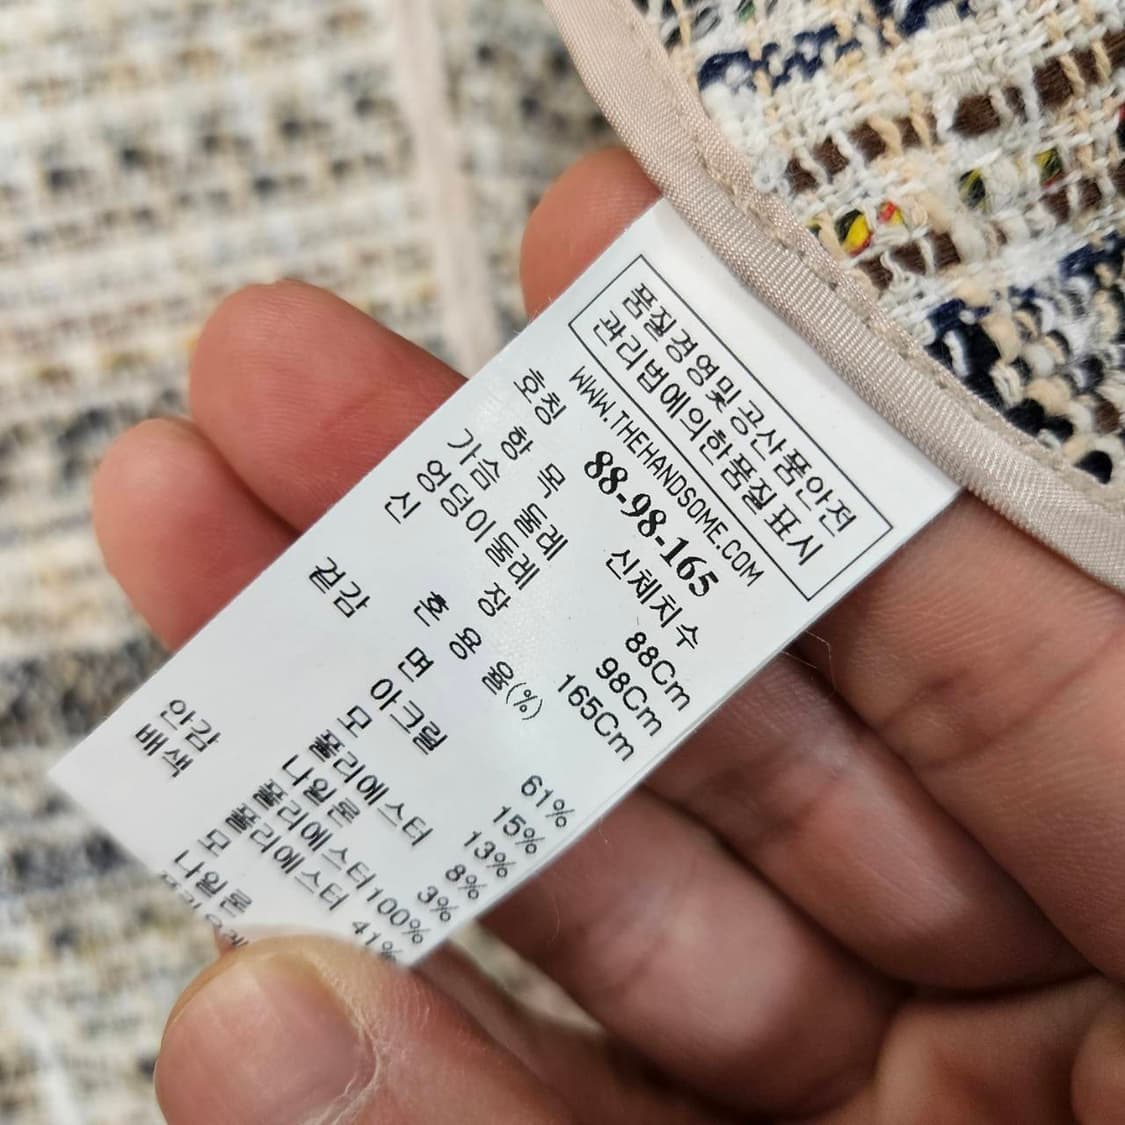 품질경영및공산품안전
관리법에의한품질표시
WWW.THEHANDSOME.COM
호칭 88-98-165
항 목 신체치수
가슴 둘레 88Cm
엉덩이둘레 98Cm
신 장 165Cm
혼 용 율(%)
겉감 면 61%
아크릴 15%
모 13%
폴리에스터 8%
나일론 3%
안감 폴리에스터100%
배색 폴리에스터 41%
모
나일론